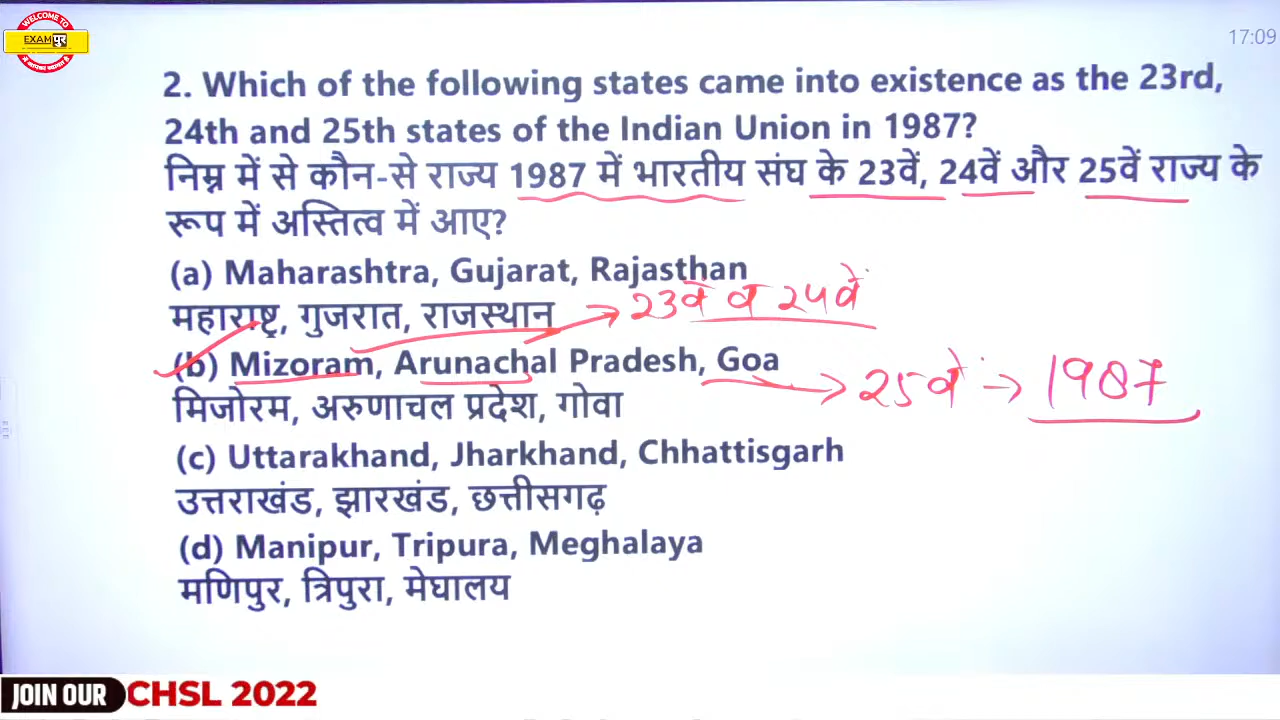 WELCOME TO
EXAMपुर
17:09
2. Which of the following states came into existence as the 23rd,
24th and 25th states of the Indian Union in 1987?
निम्न में से कौन-से राज्य 1987 में भारतीय संघ के 23वें, 24वें और 25वें राज्य के
रूप में अस्तित्व में आए?
(a) Maharashtra, Gujarat, Rajasthan
महाराष्ट्र, गुजरात, राजस्थान
→ 23वें व 24वें
(b) Mizoram, Arunachal Pradesh, Goa
मिजोरम, अरुणाचल प्रदेश, गोवा
→ 25वें → 1987
(c) Uttarakhand, Jharkhand, Chhattisgarh
उत्तराखंड, झारखंड, छत्तीसगढ़
(d) Manipur, Tripura, Meghalaya
मणिपुर, त्रिपुरा, मेघालय
JOIN OUR CHSL 2022